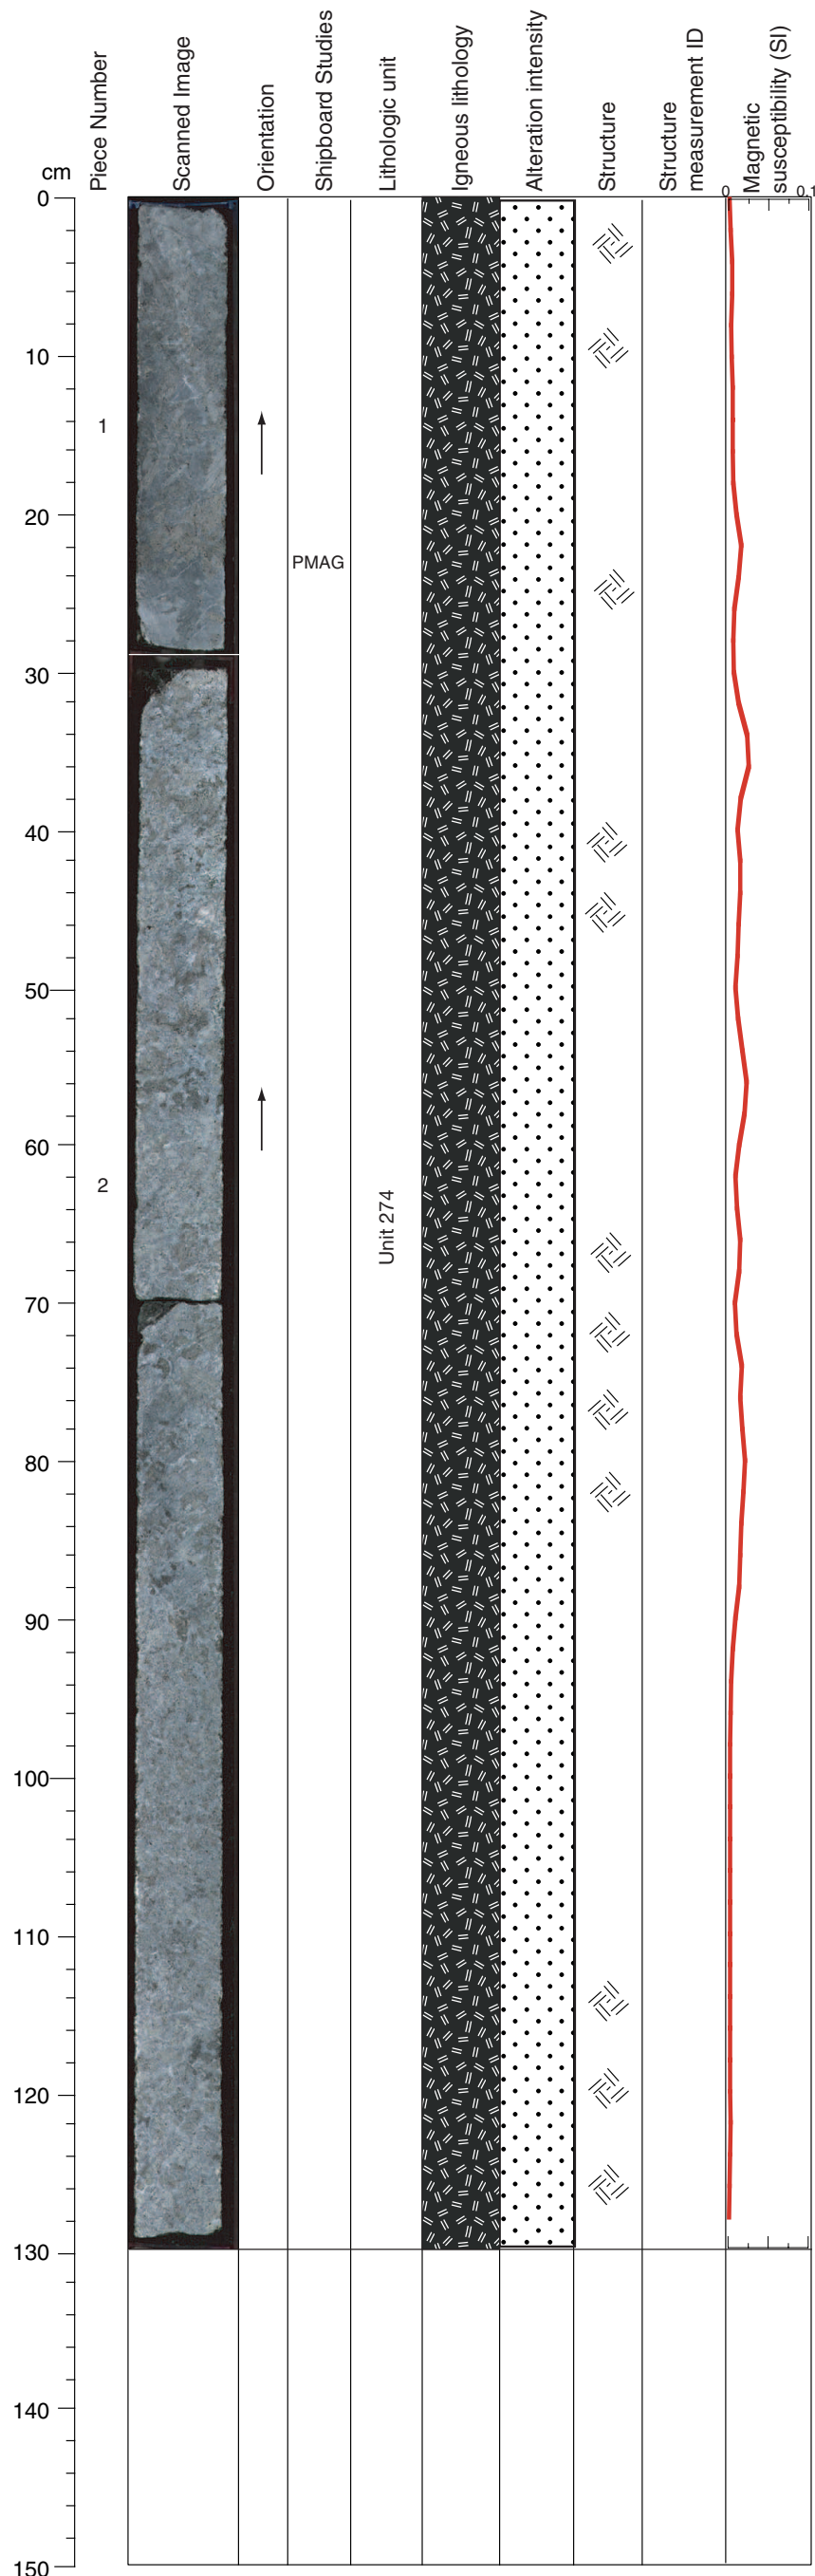 cm
Piece Number
Scanned Image
Orientation
Shipboard Studies
Lithologic unit
Igneous lithology
Alteration intensity
Structure
Structure
measurement ID
Magnetic
susceptibility (SI)
0 0.1
0
10
1
20
PMAG
30
40
50
60
2
Unit 274
70
80
90
100
110
120
130
140
150